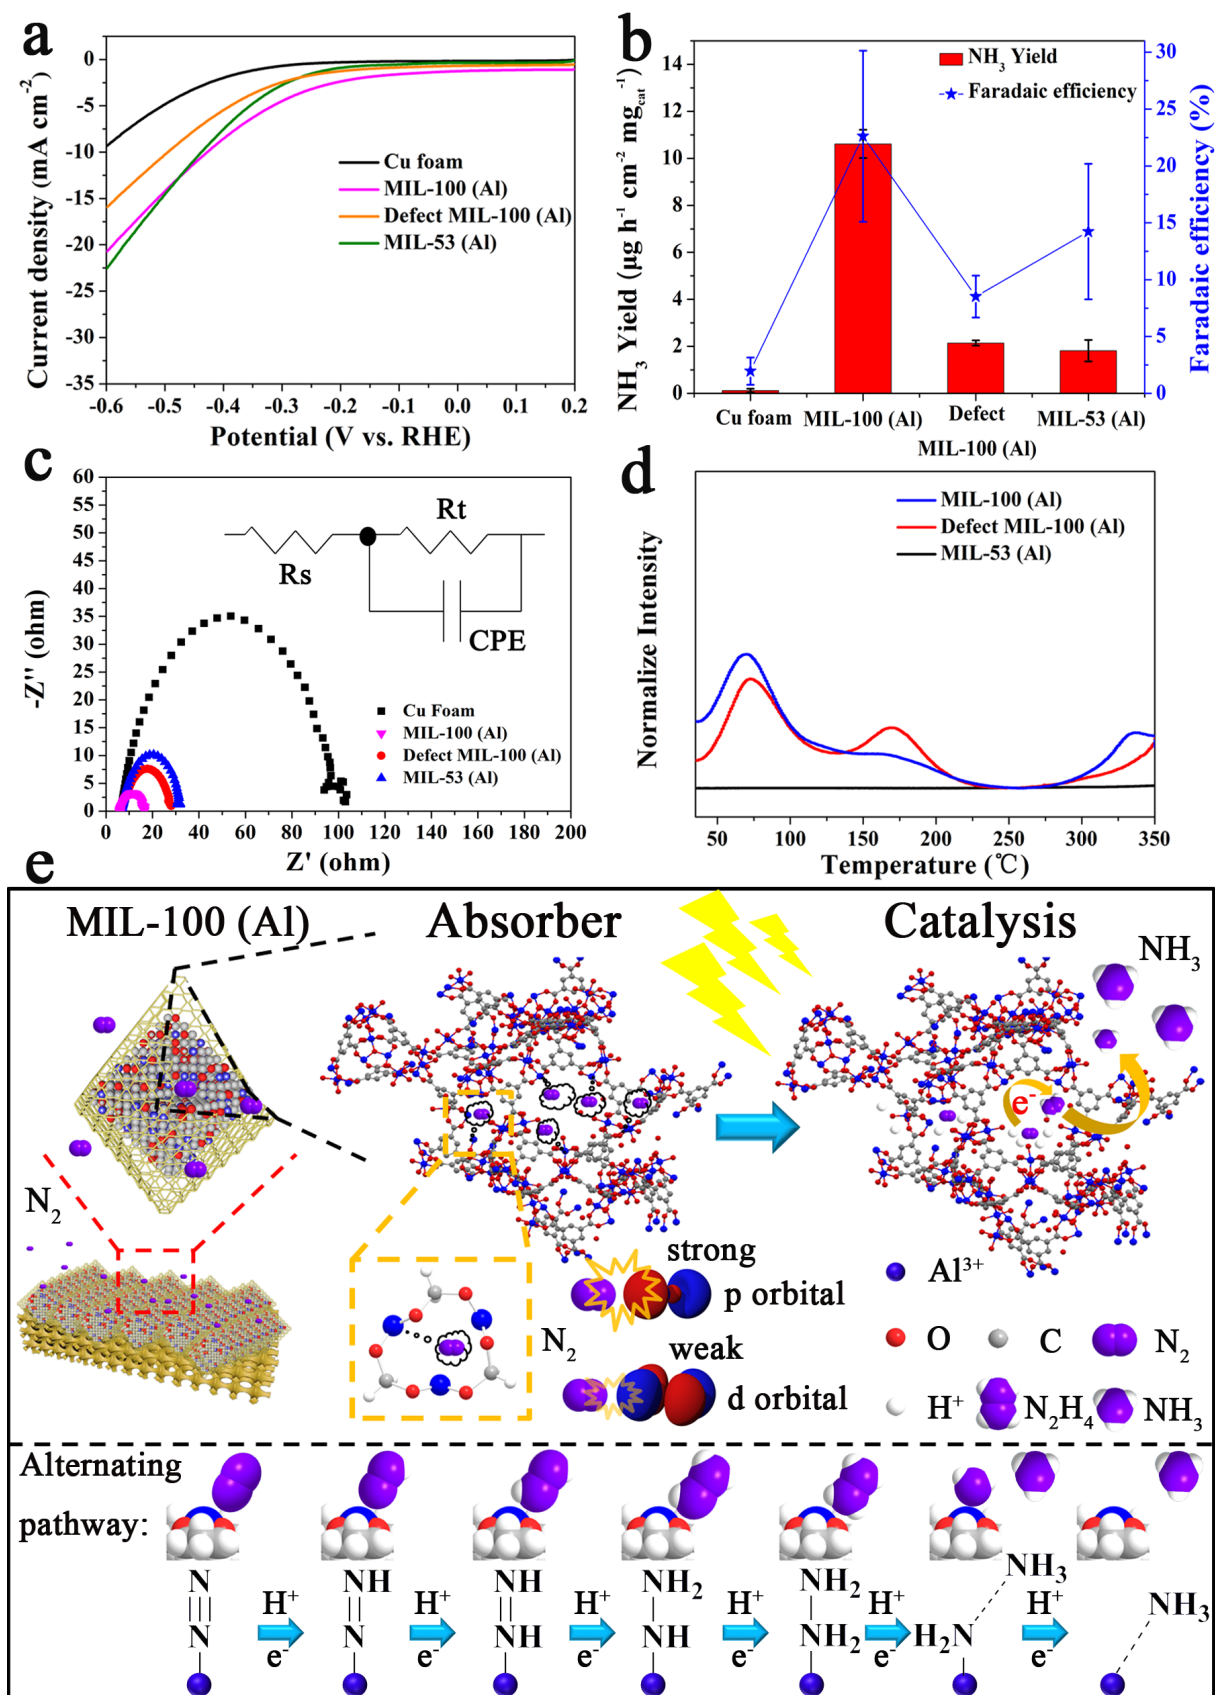 a
0
-5
-10
-15
-20
-25
-30
-35
Current density (mA cm⁻²)
Cu foam
MIL-100 (Al)
Defect MIL-100 (Al)
MIL-53 (Al)
-0.6 -0.5 -0.4 -0.3 -0.2 -0.1 0.0 0.1 0.2
Potential (V vs. RHE)
b
14
12
10
8
6
4
2
0
NH₃ Yield (μg h⁻¹ cm⁻² mg_cat⁻¹)
NH₃ Yield
Faradaic efficiency
30
25
20
15
10
5
0
Faradaic efficiency (%)
Cu foam MIL-100 (Al) Defect MIL-53 (Al)
MIL-100 (Al)
c
60
55
50
45
40
35
30
25
20
15
10
5
0
-Z'' (ohm)
Rt
Rs
CPE
Cu Foam
MIL-100 (Al)
Defect MIL-100 (Al)
MIL-53 (Al)
0 20 40 60 80 100 120 140 160 180 200
Z' (ohm)
d
Normalize Intensity
MIL-100 (Al)
Defect MIL-100 (Al)
MIL-53 (Al)
50 100 150 200 250 300 350
Temperature (℃)
e
MIL-100 (Al)
Absorber
Catalysis
NH₃
e⁻
N₂
strong
p orbital
N₂
weak
d orbital
Al³⁺
O C N₂
H⁺ N₂H₄ NH₃
Alternating
pathway:
N NH NH NH₂ NH₂ NH₃
H⁺ H⁺ H⁺ H⁺ H⁺ H⁺ NH₃
N N NH NH NH₂ H₂N
e⁻ e⁻ e⁻ e⁻ e⁻ e⁻